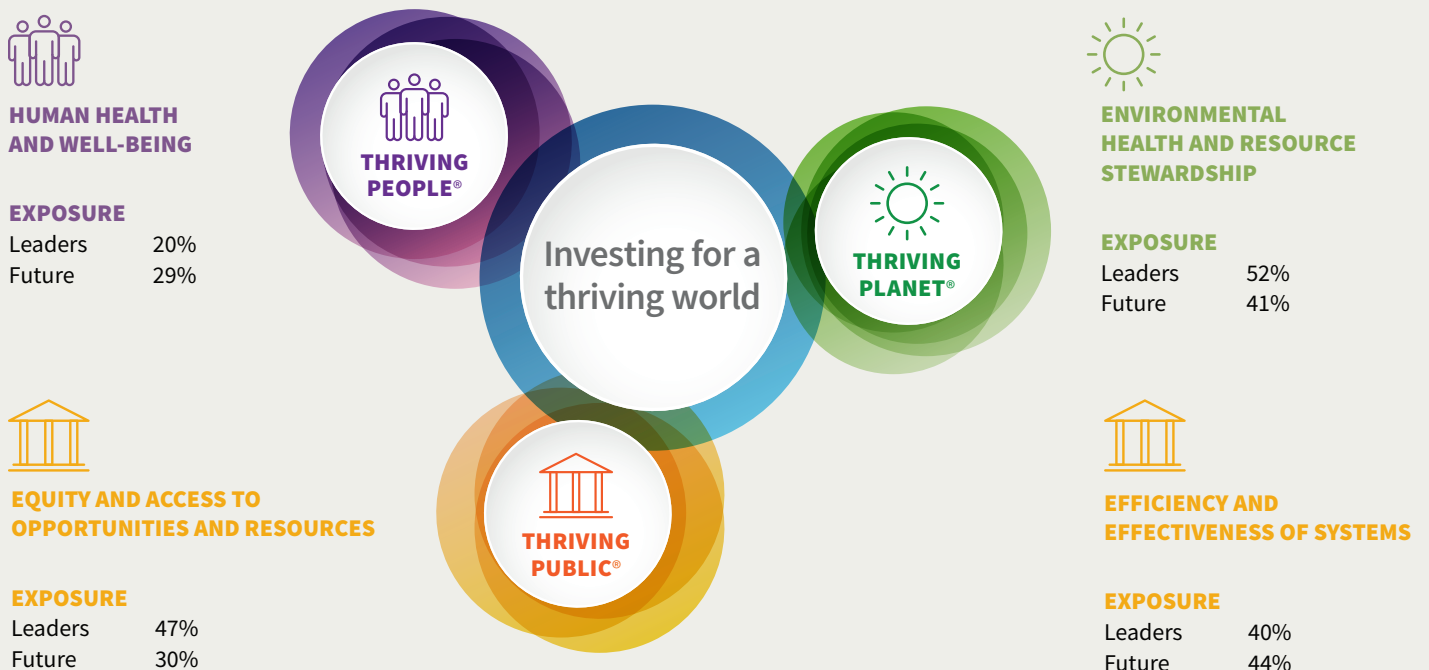 HUMAN HEALTH
AND WELL-BEING
EXPOSURE
Leaders 20%
Future 29%
THRIVING
PEOPLE®
Investing for a
thriving world
THRIVING
PLANET®
ENVIRONMENTAL
HEALTH AND RESOURCE
STEWARDSHIP
EXPOSURE
Leaders 52%
Future 41%
EQUITY AND ACCESS TO
OPPORTUNITIES AND RESOURCES
EXPOSURE
Leaders 47%
Future 30%
THRIVING
PUBLIC®
EFFICIENCY AND
EFFECTIVENESS OF SYSTEMS
EXPOSURE
Leaders 40%
Future 44%